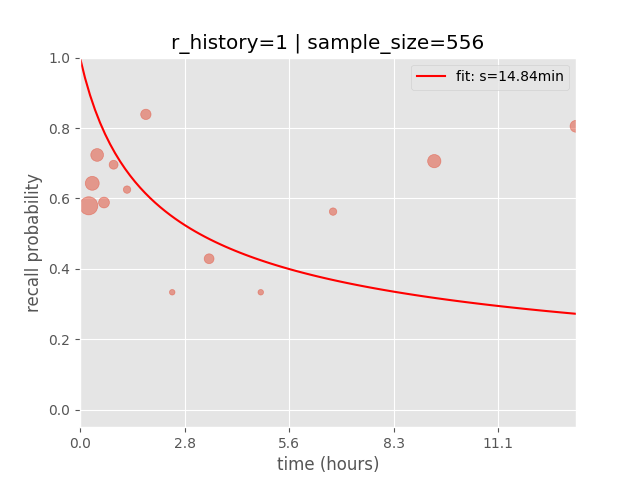 r_history=1 | sample_size=556
fit: s=14.84min
1.0
0.8
0.6
0.4
0.2
0.0
recall probability
0.0 2.8 5.6 8.3 11.1
time (hours)